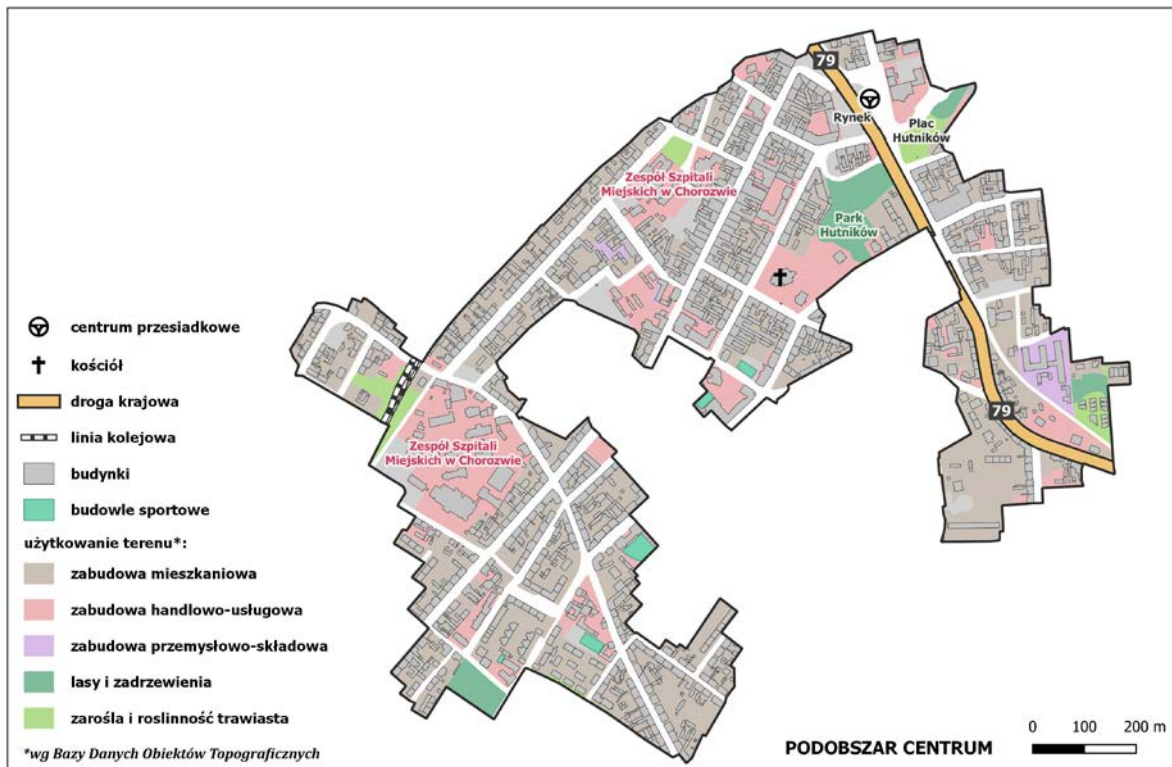 79
Rynek
Plac
Hutników
Zespół Szpitali
Miejskich w Chorozwie
Park
Hutników
centrum przesiadkowe
kościół
droga krajowa
linia kolejowa
budynki
budowle sportowe
użytkowanie terenu*:
zabudowa mieszkaniowa
zabudowa handlowo-usługowa
zabudowa przemysłowo-składowa
lasy i zadrzewienia
zarośla i roslinność trawiasta
*wg Bazy Danych Obiektów Topograficznych
Zespół Szpitali
Miejskich w Chorozwie
79
PODOBSZAR CENTRUM
0 100 200 m